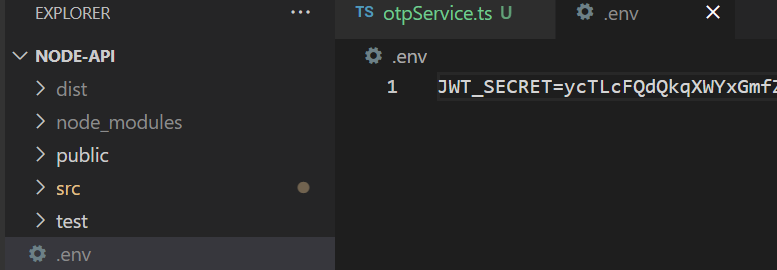 EXPLORER ...
TS otpService.ts U
.env
NODE-API
dist
node_modules
public
src
test
.env
.env
1 JWT_SECRET=ycTLcFQdQkqXWYxGmfZ